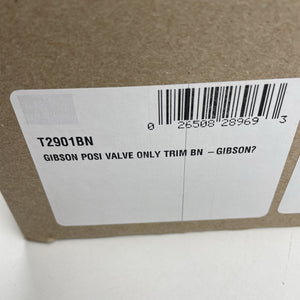 0 26508 28969 3
T2901BN
GIBSON POSI VALVE ONLY TRIM BN –GIBSON?